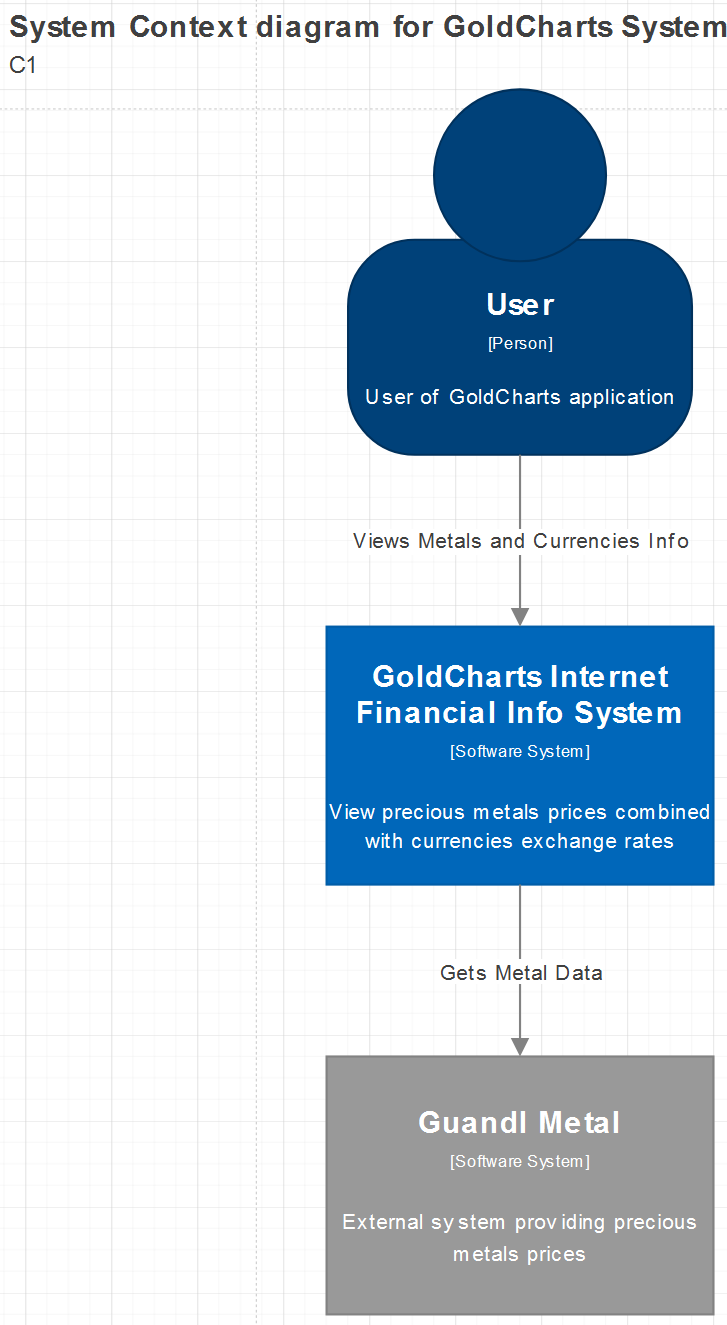 System Context diagram for GoldCharts System
C1
User
[Person]
User of GoldCharts application
Views Metals and Currencies Info
GoldCharts Internet
Financial Info System
[Software System]
View precious metals prices combined
with currencies exchange rates
Gets Metal Data
Guandl Metal
[Software System]
External system providing precious
metals prices